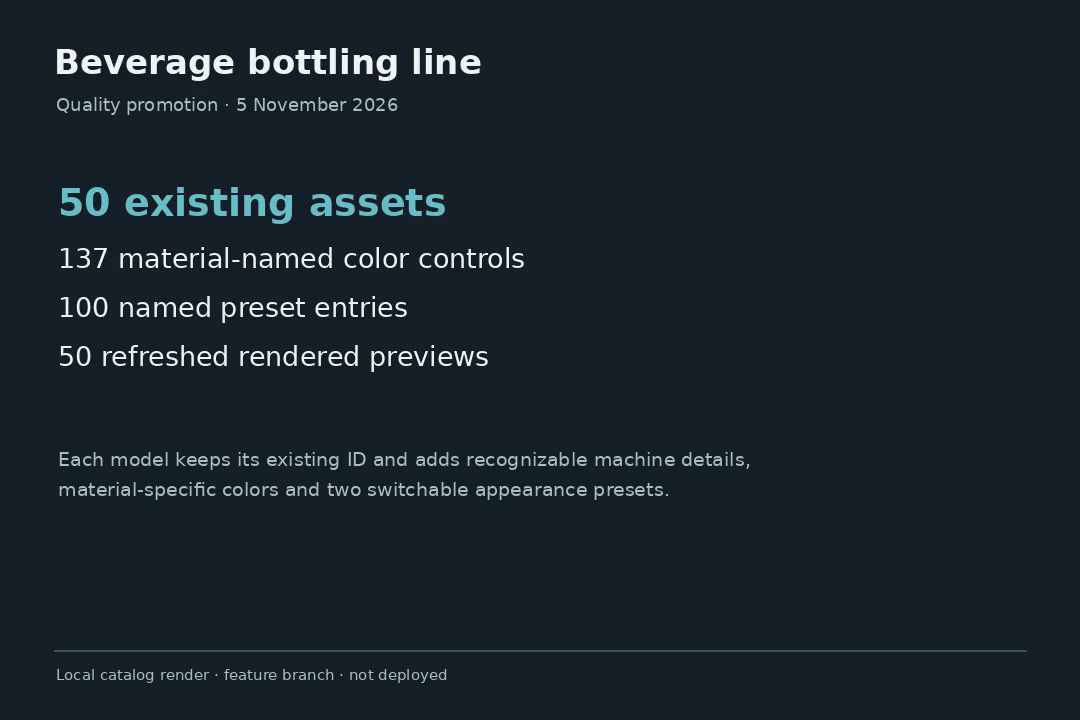 Beverage bottling line
Quality promotion · 5 November 2026
50 existing assets
137 material-named color controls
100 named preset entries
50 refreshed rendered previews
Each model keeps its existing ID and adds recognizable machine details,
material-specific colors and two switchable appearance presets.
Local catalog render · feature branch · not deployed